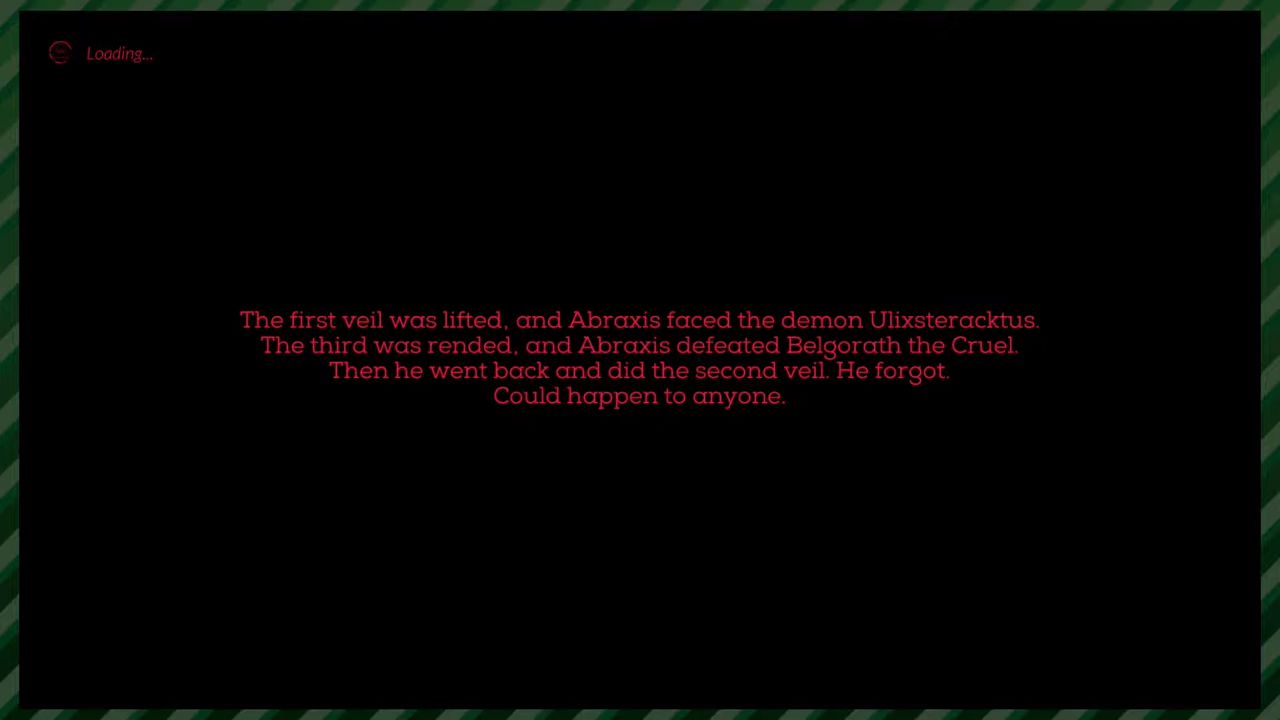 Loading...
The first veil was lifted, and Abraxis faced the demon Ulixsteracktus.
The third was rended, and Abraxis defeated Belgorath the Cruel.
Then he went back and did the second veil. He forgot.
Could happen to anyone.